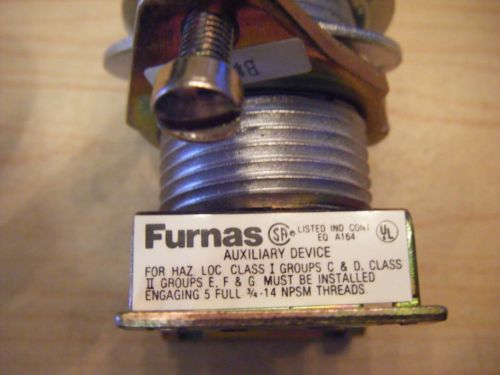 B#
Furnas SA LISTED IND CONT UL
EQ A164
AUXILIARY DEVICE
FOR HAZ. LOC. CLASS I GROUPS C & D, CLASS
II GROUPS E, F & G MUST BE INSTALLED
ENGAGING 5 FULL ¾-14 NPSM THREADS.